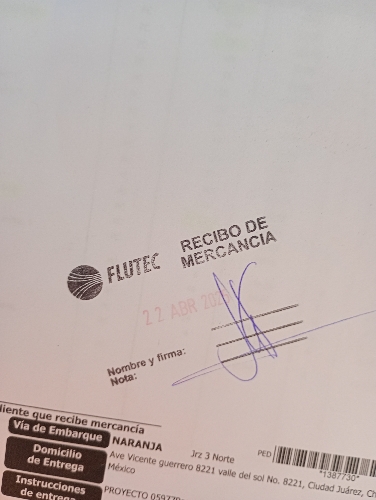 FLUTEC
RECIBO DE
MERCANCIA
22 ABR
Nombre y firma:
Nota:
liente que recibe mercancía
Vía de Embarque
NARANJA
Jrz 3 Norte
PED
*1387730*
Domicilio
de Entrega
Ave Vicente guerrero 8221 valle del sol No. 8221, Ciudad Juárez, Ch
México
Instrucciones
de entrega
PROYECTO